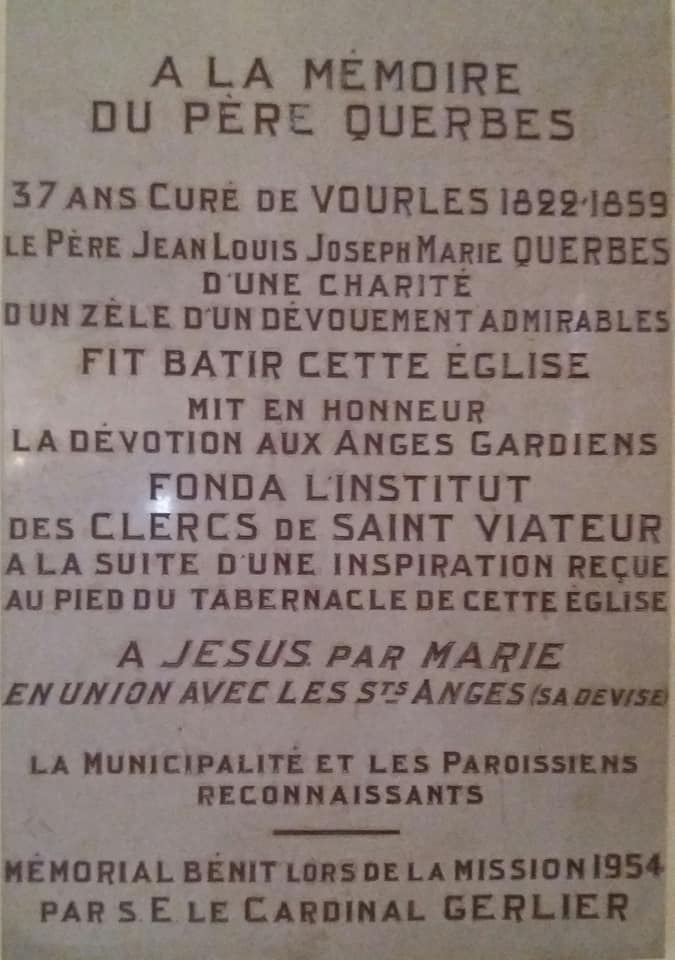 A LA MÉMOIRE
DU PÈRE QUERBES
37 ANS CURÉ DE VOURLES 1822-1859
LE PÈRE JEAN LOUIS JOSEPH MARIE QUERBES
D'UNE CHARITÉ
D UN ZÈLE D'UN DÉVOUEMENT ADMIRABLES
FIT BATIR CETTE ÉGLISE
MIT EN HONNEUR
LA DÉVOTION AUX ANGES GARDIENS
FONDA L'INSTITUT
DES CLERCS DE SAINT VIATEUR
A LA SUITE D'UNE INSPIRATION REÇUE
AU PIED DU TABERNACLE DE CETTE ÉGLISE
A JESUS PAR MARIE
EN UNION AVEC LES STS ANGES (SA DEVISE)
LA MUNICIPALITÉ ET LES PAROISSIENS
RECONNAISSANTS
MÉMORIAL BÉNIT LORS DE LA MISSION 1954
PAR S. E. LE CARDINAL GERLIER